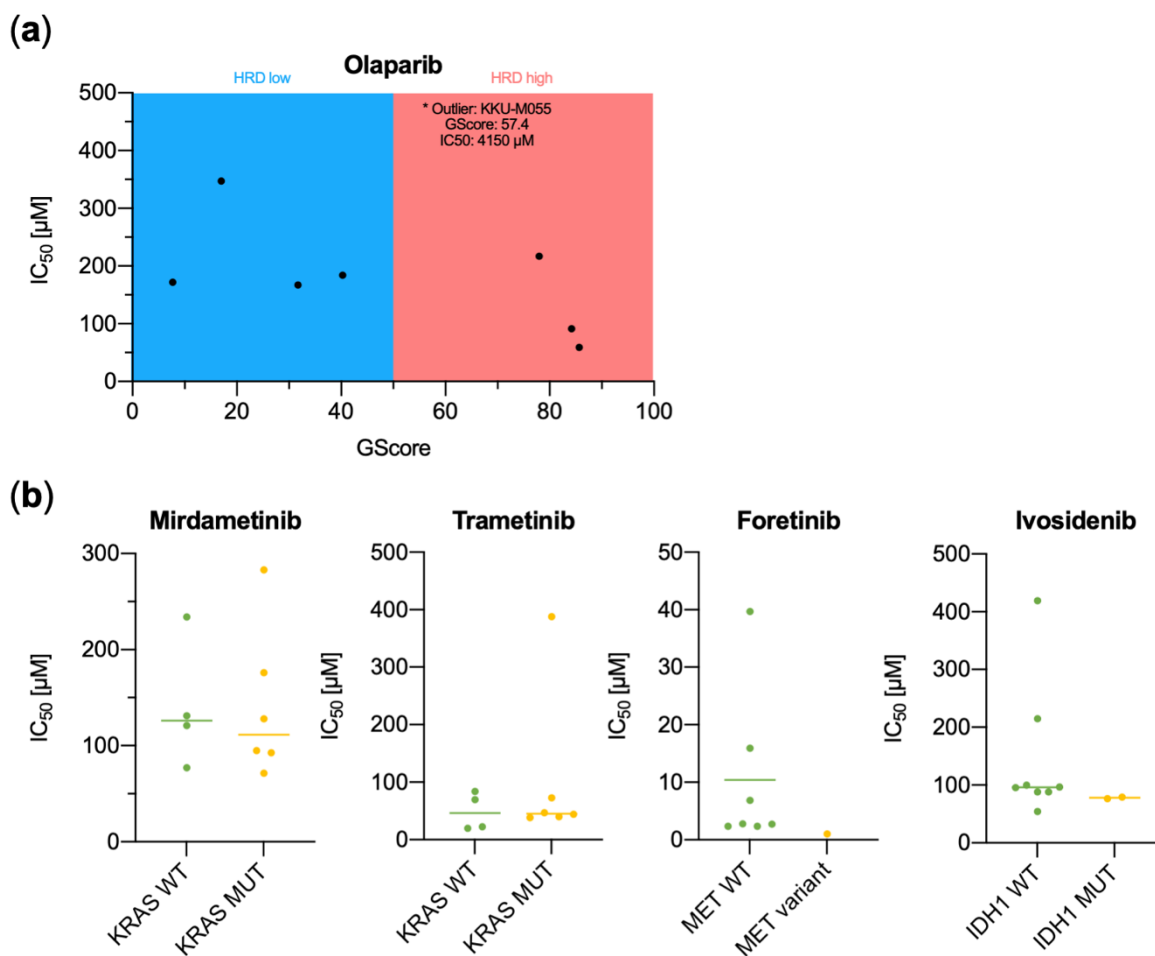 (a)
Olaparib
HRD low
HRD high
* Outlier: KKU-M055
GScore: 57.4
IC50: 4150 µM
500
400
300
200
100
0
IC50 [µM]
0 20 40 60 80 100
GScore
(b)
Mirdametinib
300
200
100
0
IC50 [µM]
KRAS WT
KRAS MUT
Trametinib
500
400
300
200
100
0
IC50 [µM]
KRAS WT
KRAS MUT
Foretinib
50
40
30
20
10
0
IC50 [µM]
MET WT
MET variant
Ivosidenib
500
400
300
200
100
0
IC50 [µM]
IDH1 WT
IDH1 MUT